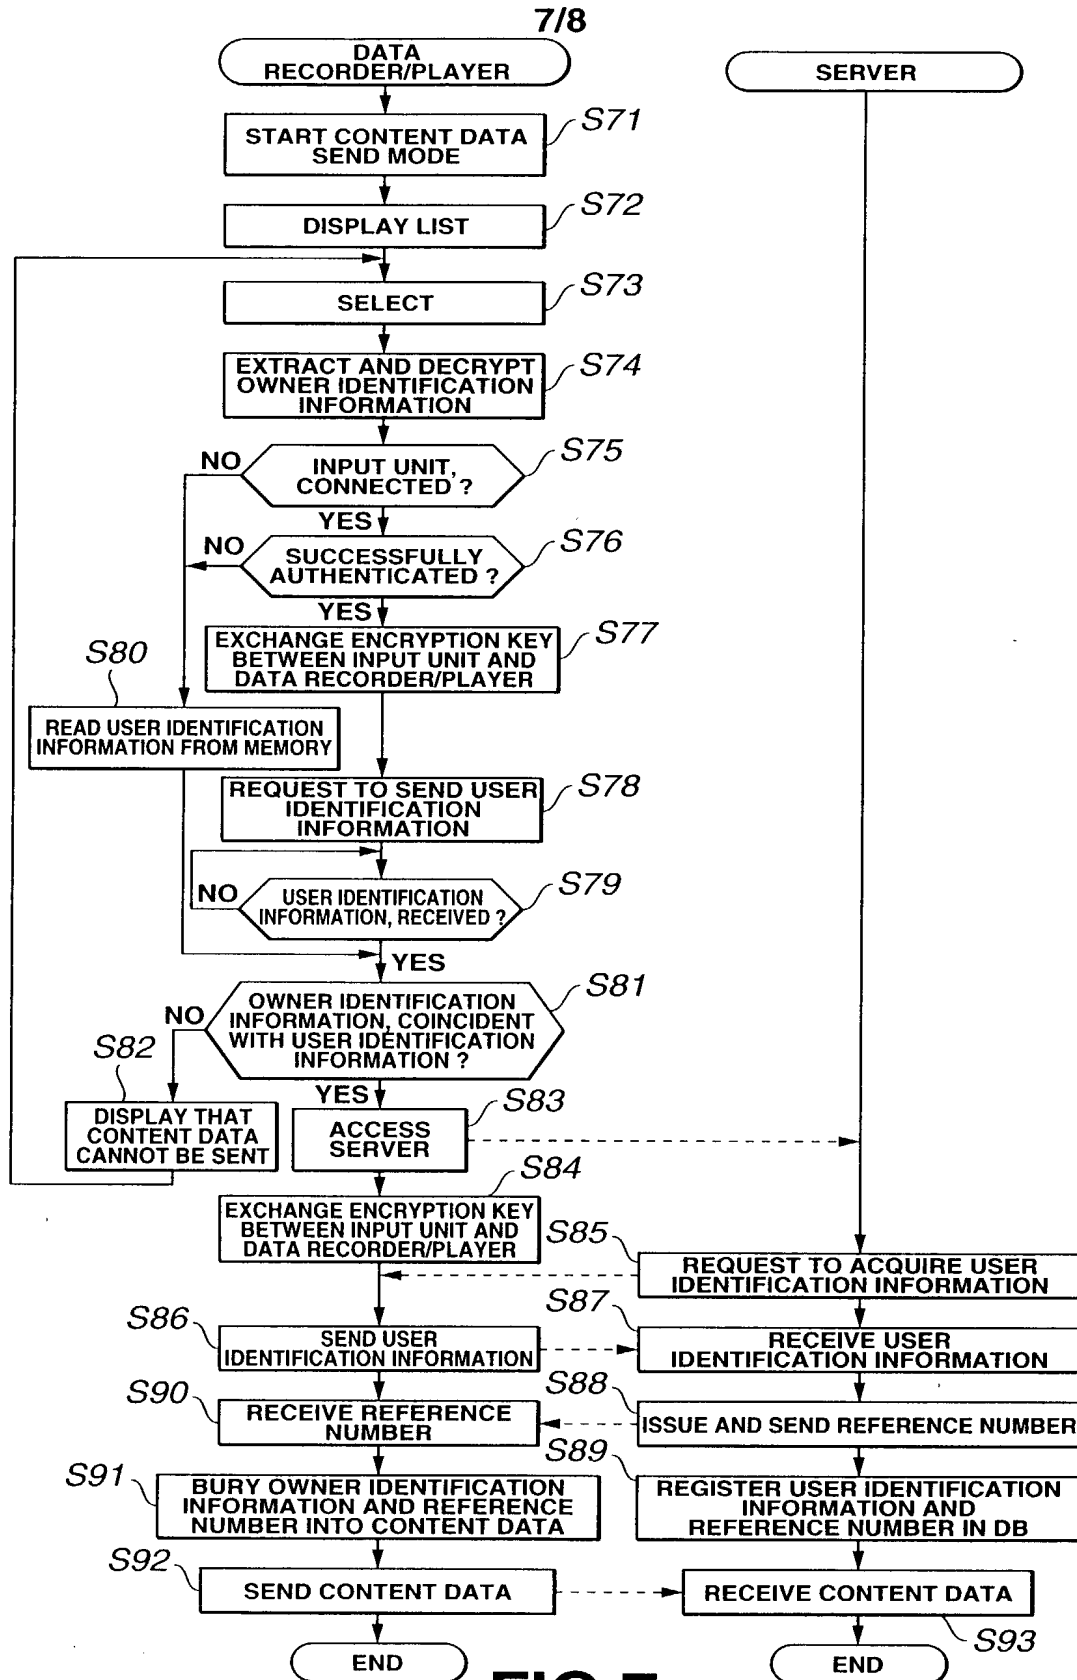 7/8
DATA
RECORDER/PLAYER
SERVER
S71
START CONTENT DATA
SEND MODE
S72
DISPLAY LIST
S73
SELECT
S74
EXTRACT AND DECRYPT
OWNER IDENTIFICATION
INFORMATION
S75
NO
INPUT UNIT,
CONNECTED ?
YES
S76
NO
SUCCESSFULLY
AUTHENTICATED ?
YES
S77
EXCHANGE ENCRYPTION KEY
BETWEEN INPUT UNIT AND
DATA RECORDER/PLAYER
S80
READ USER IDENTIFICATION
INFORMATION FROM MEMORY
S78
REQUEST TO SEND USER
IDENTIFICATION
INFORMATION
S79
NO
USER IDENTIFICATION
INFORMATION, RECEIVED ?
YES
S81
NO
OWNER IDENTIFICATION
INFORMATION, COINCIDENT
WITH USER IDENTIFICATION
INFORMATION ?
YES
S82
DISPLAY THAT
CONTENT DATA
CANNOT BE SENT
S83
ACCESS
SERVER
S84
EXCHANGE ENCRYPTION KEY
BETWEEN INPUT UNIT AND
DATA RECORDER/PLAYER
S85
REQUEST TO ACQUIRE USER
IDENTIFICATION INFORMATION
S86
SEND USER
IDENTIFICATION INFORMATION
S87
RECEIVE USER
IDENTIFICATION INFORMATION
S88
ISSUE AND SEND REFERENCE NUMBER
S90
RECEIVE REFERENCE
NUMBER
S89
REGISTER USER IDENTIFICATION
INFORMATION AND
REFERENCE NUMBER IN DB
S91
BURY OWNER IDENTIFICATION
INFORMATION AND REFERENCE
NUMBER INTO CONTENT DATA
S92
SEND CONTENT DATA
RECEIVE CONTENT DATA
S93
END
END